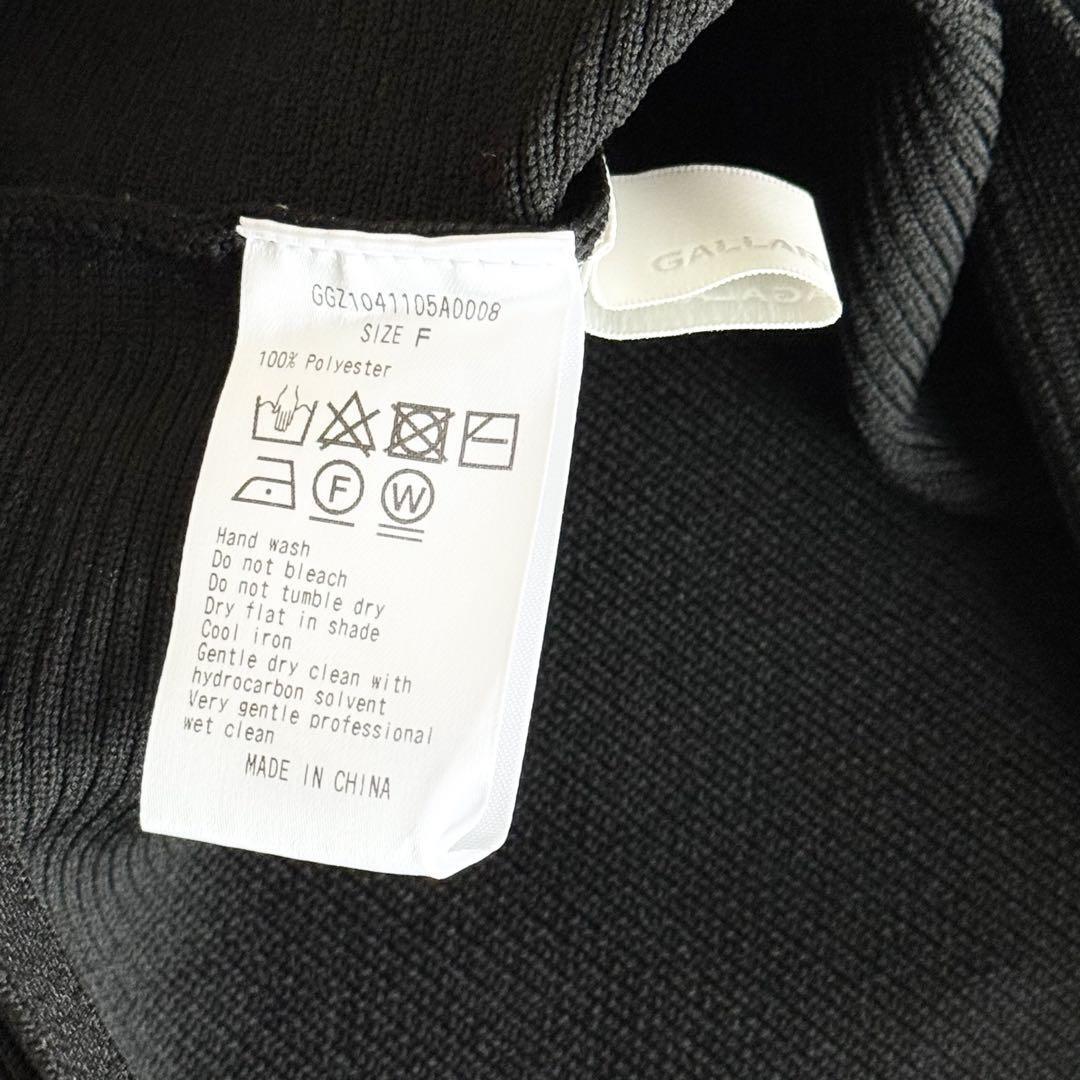 GGZ1041105A0008
SIZE F
100% Polyester
F
W
Hand wash
Do not bleach
Do not tumble dry
Dry flat in shade
Cool iron
Gentle dry clean with
hydrocarbon solvent
Very gentle professional
wet clean
MADE IN CHINA